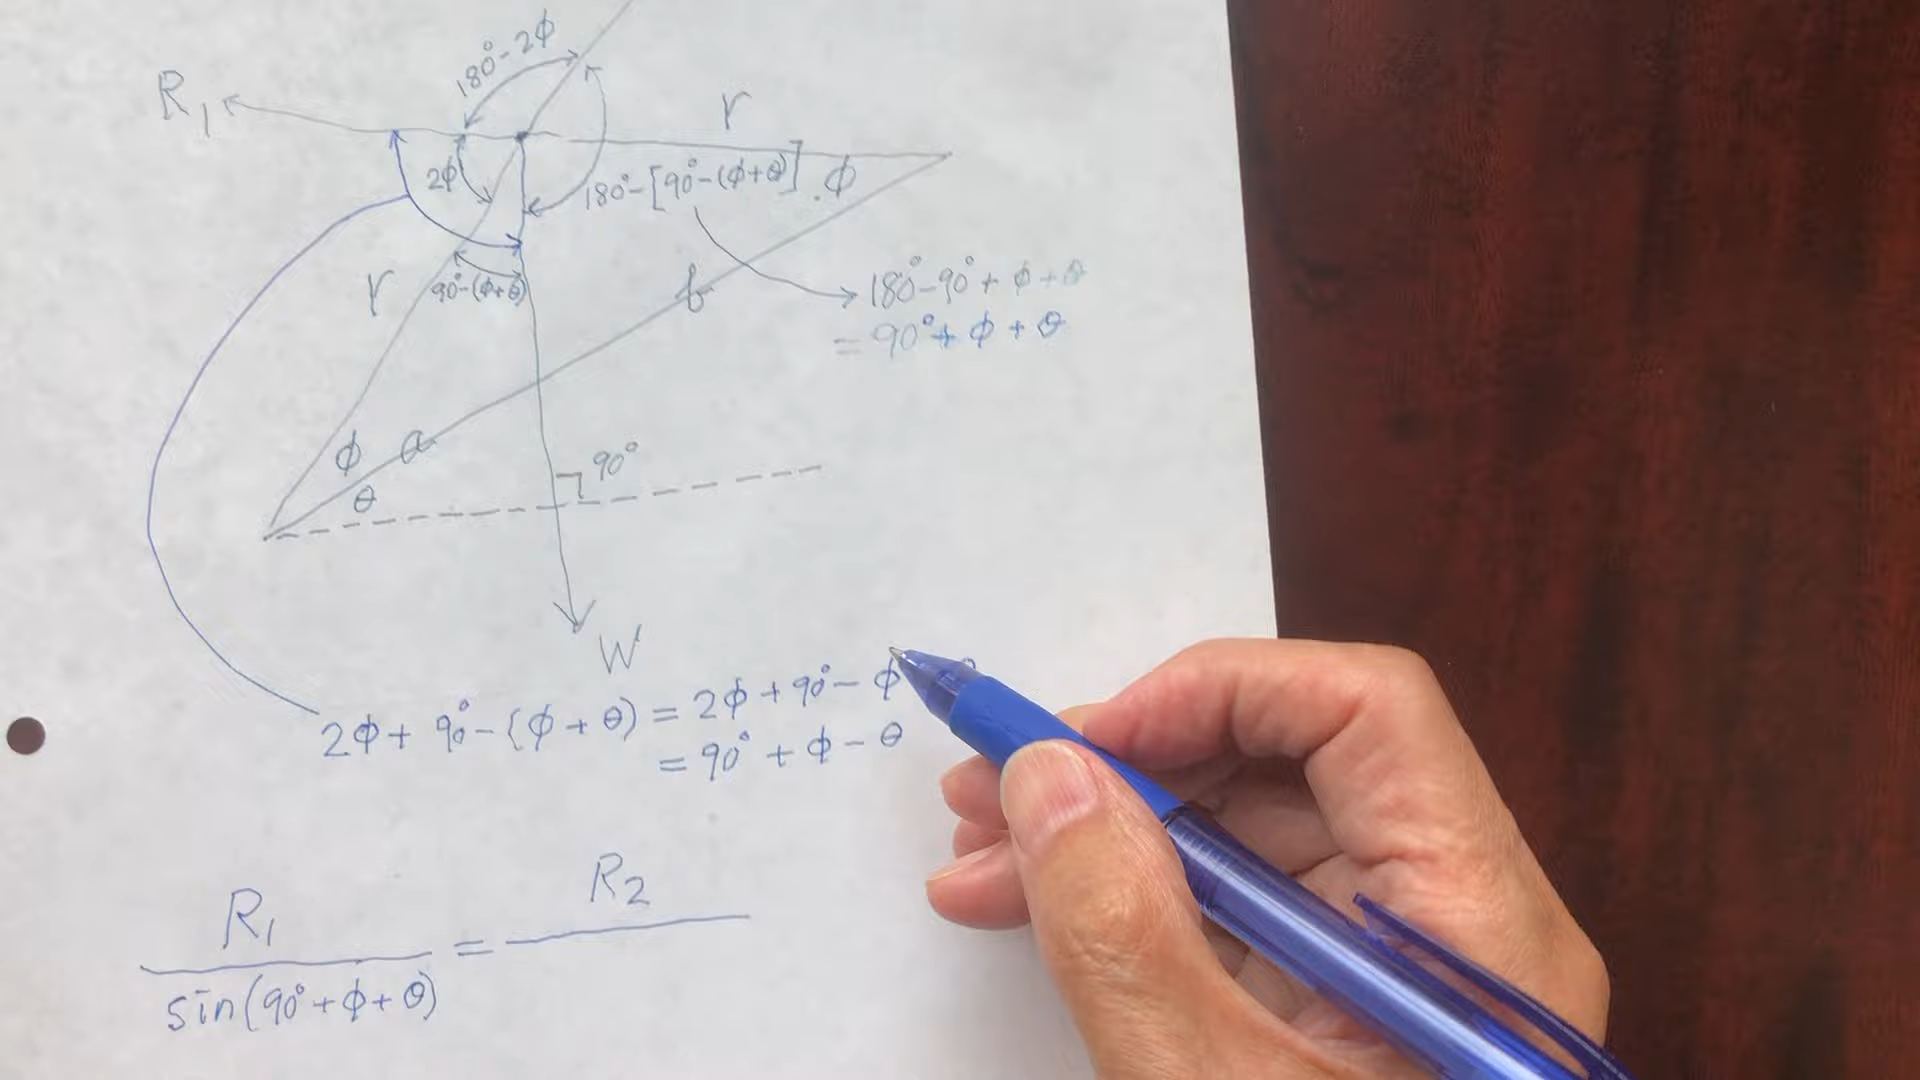 180°-2ϕ
R₁
r
2ϕ
180°-[90°-(ϕ+θ)]
ϕ
r
90°-(ϕ+θ)
b
180°-90°+ϕ+θ
= 90°+ϕ+θ
ϕ
a
90°
θ
W
2ϕ+90°-(ϕ+θ)=2ϕ+90°-ϕ
=90°+ϕ-θ
R₁
R₂
=
sin(90°+ϕ+θ)